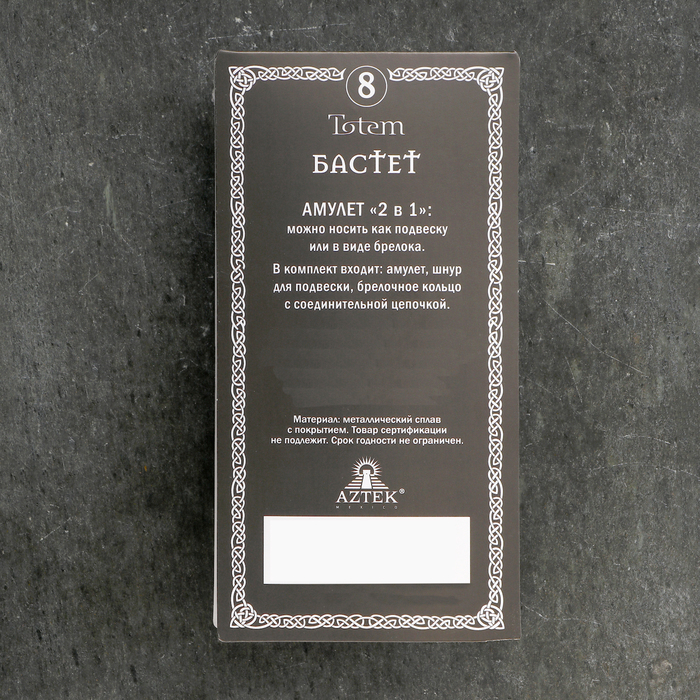 8
Totem
БАСТЕТ
АМУЛЕТ «2 в 1»:
можно носить как подвеску
или в виде брелока.
В комплект входит: амулет, шнур
для подвески, брелочное кольцо
с соединительной цепочкой.
Материал: металлический сплав
с покрытием. Товар сертификации
не подлежит. Срок годности не ограничен.
AZTEK®
MEXICO